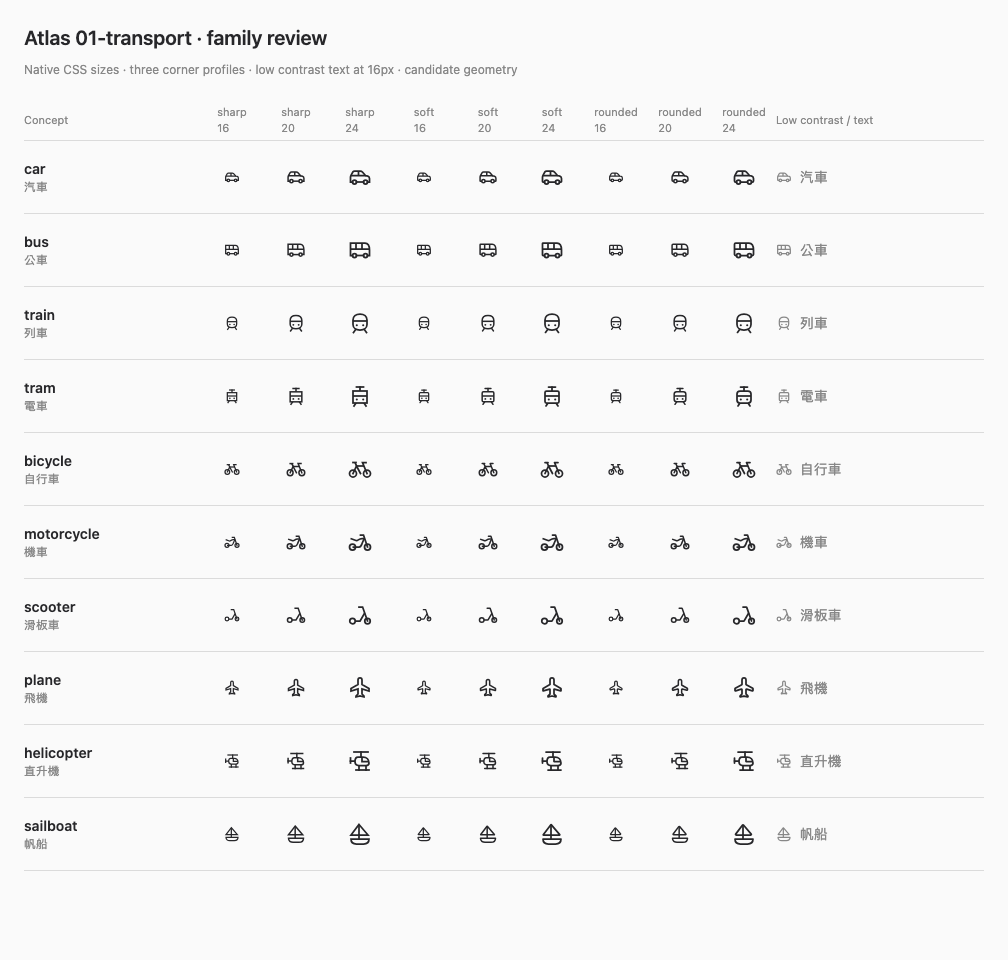 Atlas 01-transport · family review
Native CSS sizes · three corner profiles · low contrast text at 16px · candidate geometry
Concept sharp 16 sharp 20 sharp 24 soft 16 soft 20 soft 24 rounded 16 rounded 20 rounded 24 Low contrast / text
car
汽車
汽車
bus
公車
公車
train
列車
列車
tram
電車
電車
bicycle
自行車
自行車
motorcycle
機車
機車
scooter
滑板車
滑板車
plane
飛機
飛機
helicopter
直升機
直升機
sailboat
帆船
帆船